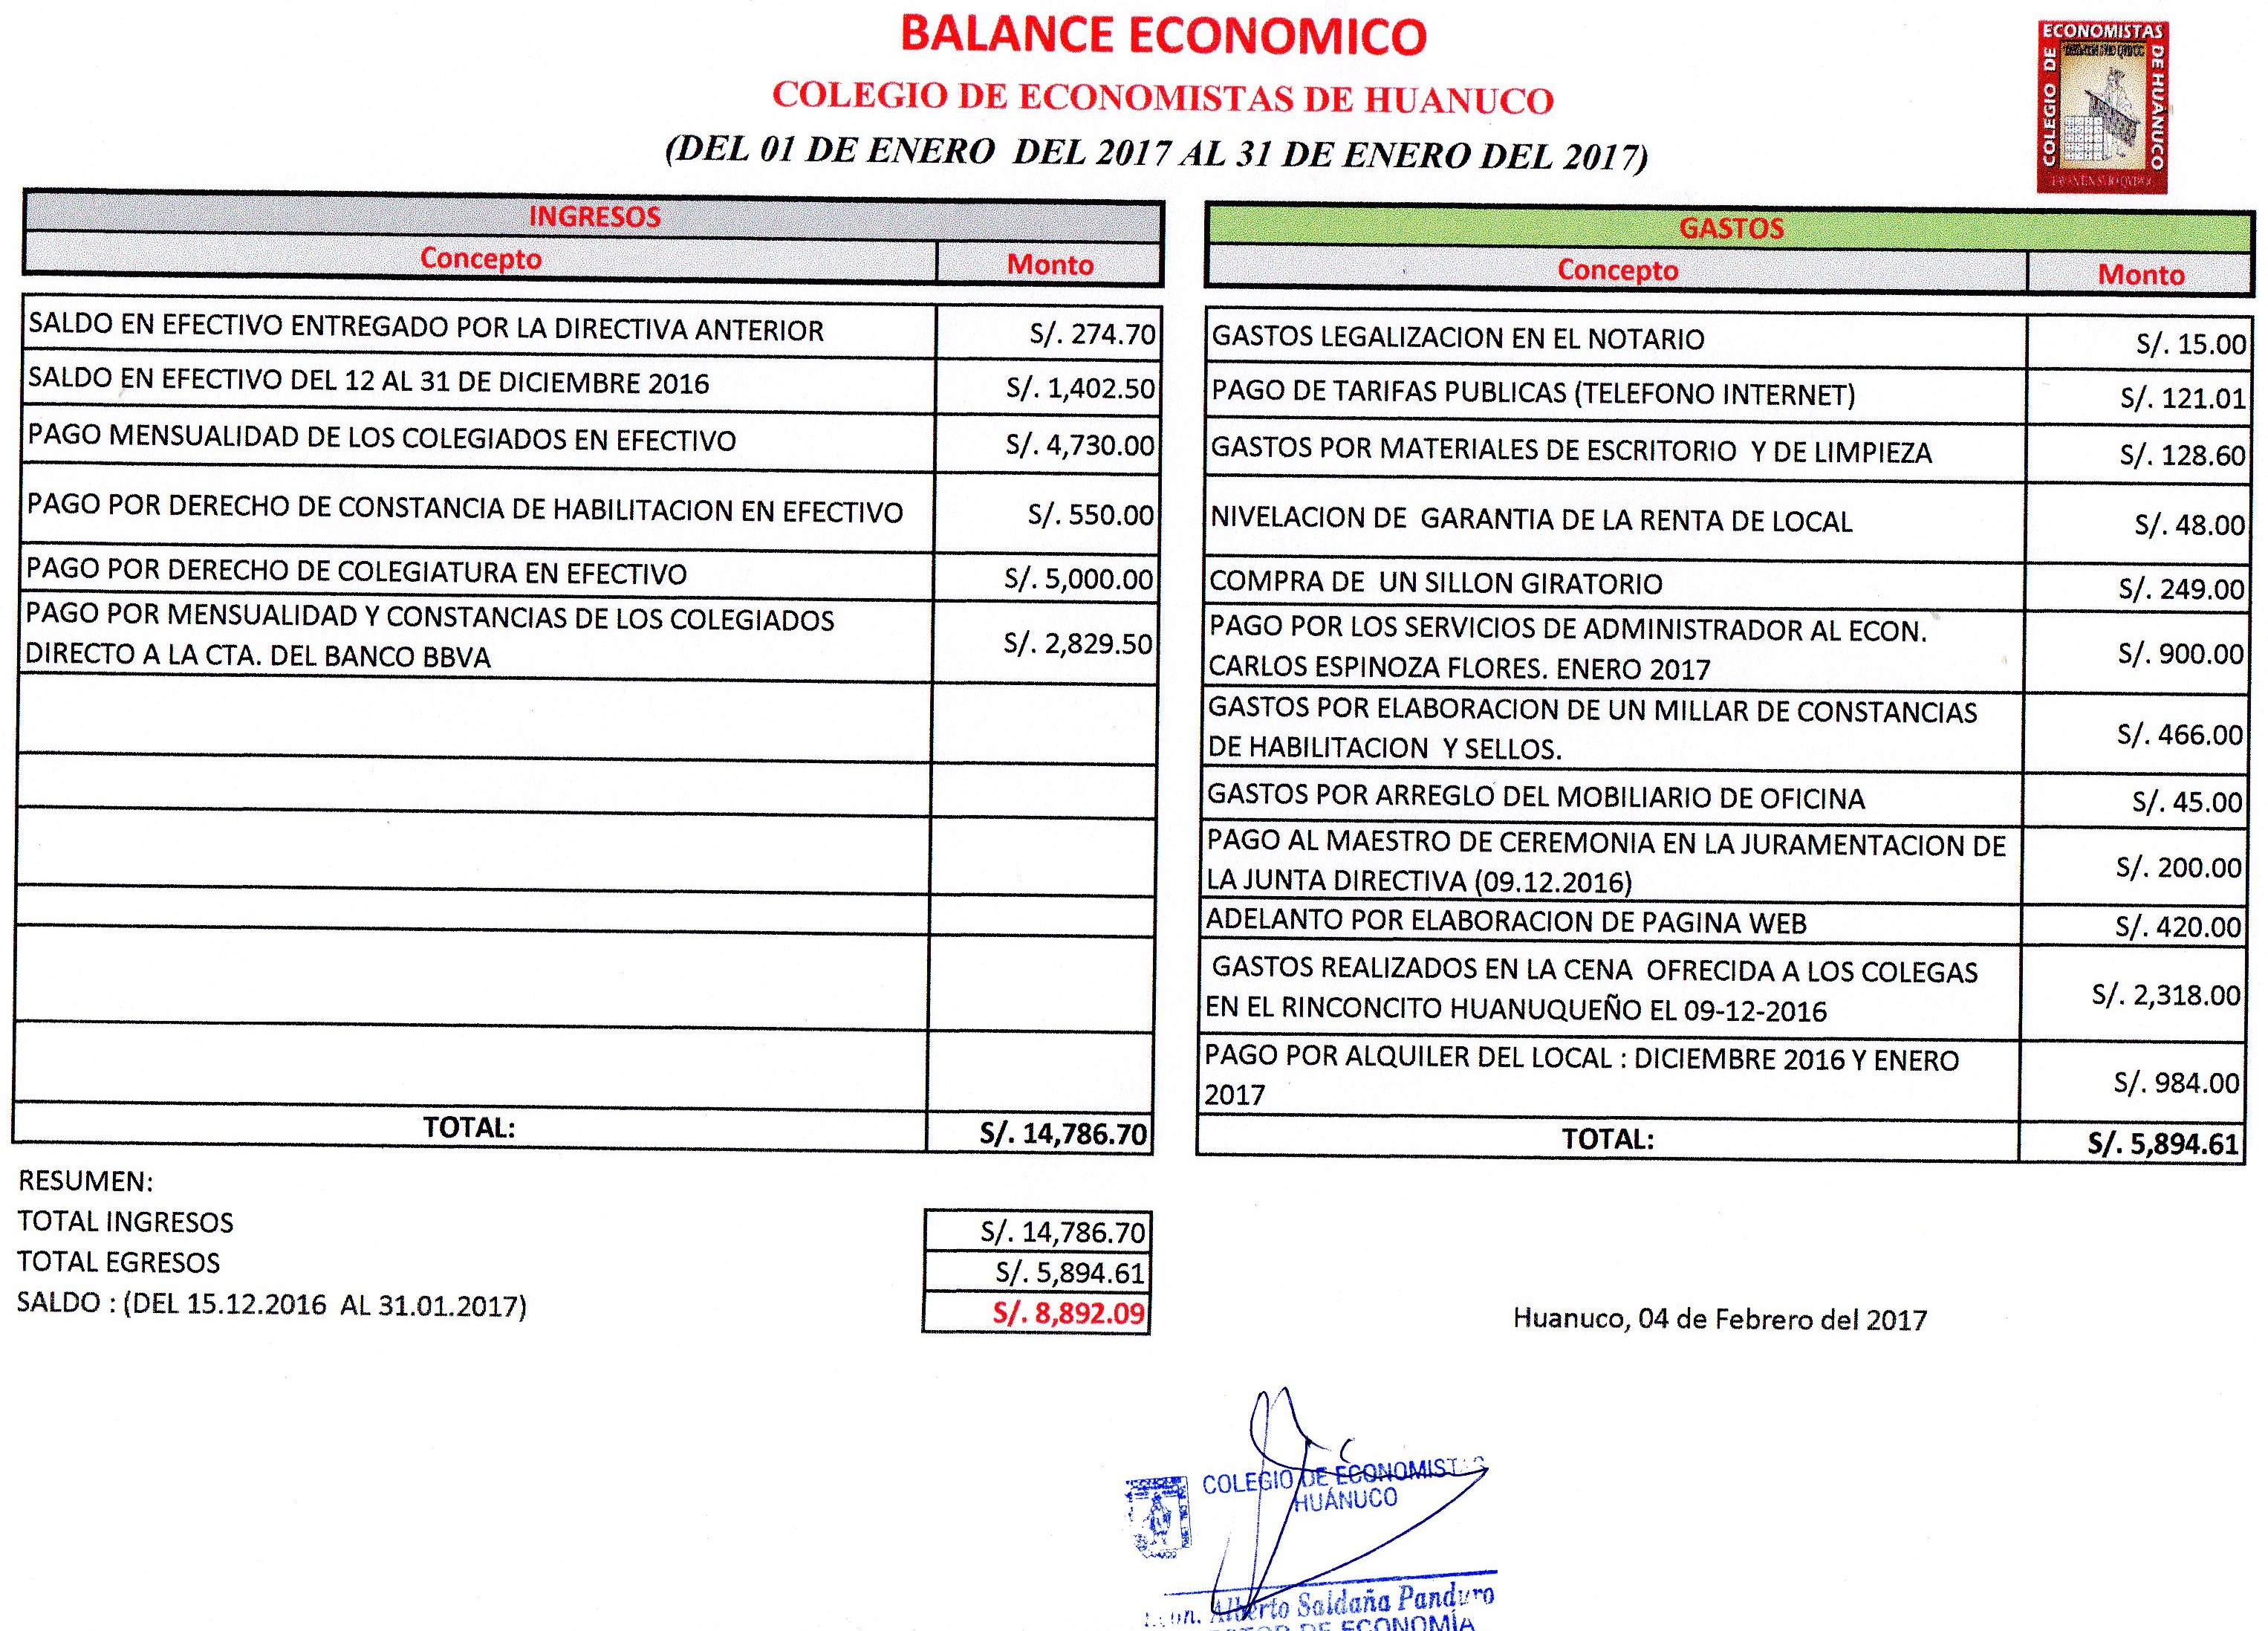 BALANCE ECONOMICO
COLEGIO DE ECONOMISTAS DE HUANUCO
(DEL 01 DE ENERO DEL 2017 AL 31 DE ENERO DEL 2017)
COLEGIO DE ECONOMISTAS DE HUANUCO
INGRESOS
Concepto Monto
SALDO EN EFECTIVO ENTREGADO POR LA DIRECTIVA ANTERIOR S/. 274.70
SALDO EN EFECTIVO DEL 12 AL 31 DE DICIEMBRE 2016 S/. 1,402.50
PAGO MENSUALIDAD DE LOS COLEGIADOS EN EFECTIVO S/. 4,730.00
PAGO POR DERECHO DE CONSTANCIA DE HABILITACION EN EFECTIVO S/. 550.00
PAGO POR DERECHO DE COLEGIATURA EN EFECTIVO S/. 5,000.00
PAGO POR MENSUALIDAD Y CONSTANCIAS DE LOS COLEGIADOS
DIRECTO A LA CTA. DEL BANCO BBVA S/. 2,829.50
TOTAL: S/. 14,786.70
GASTOS
Concepto Monto
GASTOS LEGALIZACION EN EL NOTARIO S/. 15.00
PAGO DE TARIFAS PUBLICAS (TELEFONO INTERNET) S/. 121.01
GASTOS POR MATERIALES DE ESCRITORIO Y DE LIMPIEZA S/. 128.60
NIVELACION DE GARANTIA DE LA RENTA DE LOCAL S/. 48.00
COMPRA DE UN SILLON GIRATORIO S/. 249.00
PAGO POR LOS SERVICIOS DE ADMINISTRADOR AL ECON.
CARLOS ESPINOZA FLORES. ENERO 2017 S/. 900.00
GASTOS POR ELABORACION DE UN MILLAR DE CONSTANCIAS
DE HABILITACION Y SELLOS. S/. 466.00
GASTOS POR ARREGLO DEL MOBILIARIO DE OFICINA S/. 45.00
PAGO AL MAESTRO DE CEREMONIA EN LA JURAMENTACION DE
LA JUNTA DIRECTIVA (09.12.2016) S/. 200.00
ADELANTO POR ELABORACION DE PAGINA WEB S/. 420.00
GASTOS REALIZADOS EN LA CENA OFRECIDA A LOS COLEGAS
EN EL RINCONCITO HUANUQUEÑO EL 09-12-2016 S/. 2,318.00
PAGO POR ALQUILER DEL LOCAL : DICIEMBRE 2016 Y ENERO
2017 S/. 984.00
TOTAL: S/. 5,894.61
RESUMEN:
TOTAL INGRESOS S/. 14,786.70
TOTAL EGRESOS S/. 5,894.61
SALDO : (DEL 15.12.2016 AL 31.01.2017) S/. 8,892.09
Huanuco, 04 de Febrero del 2017
COLEGIO DE ECONOMISTAS
HUÁNUCO
Alberto Saldaña Panduro
DE ECONOMÍA